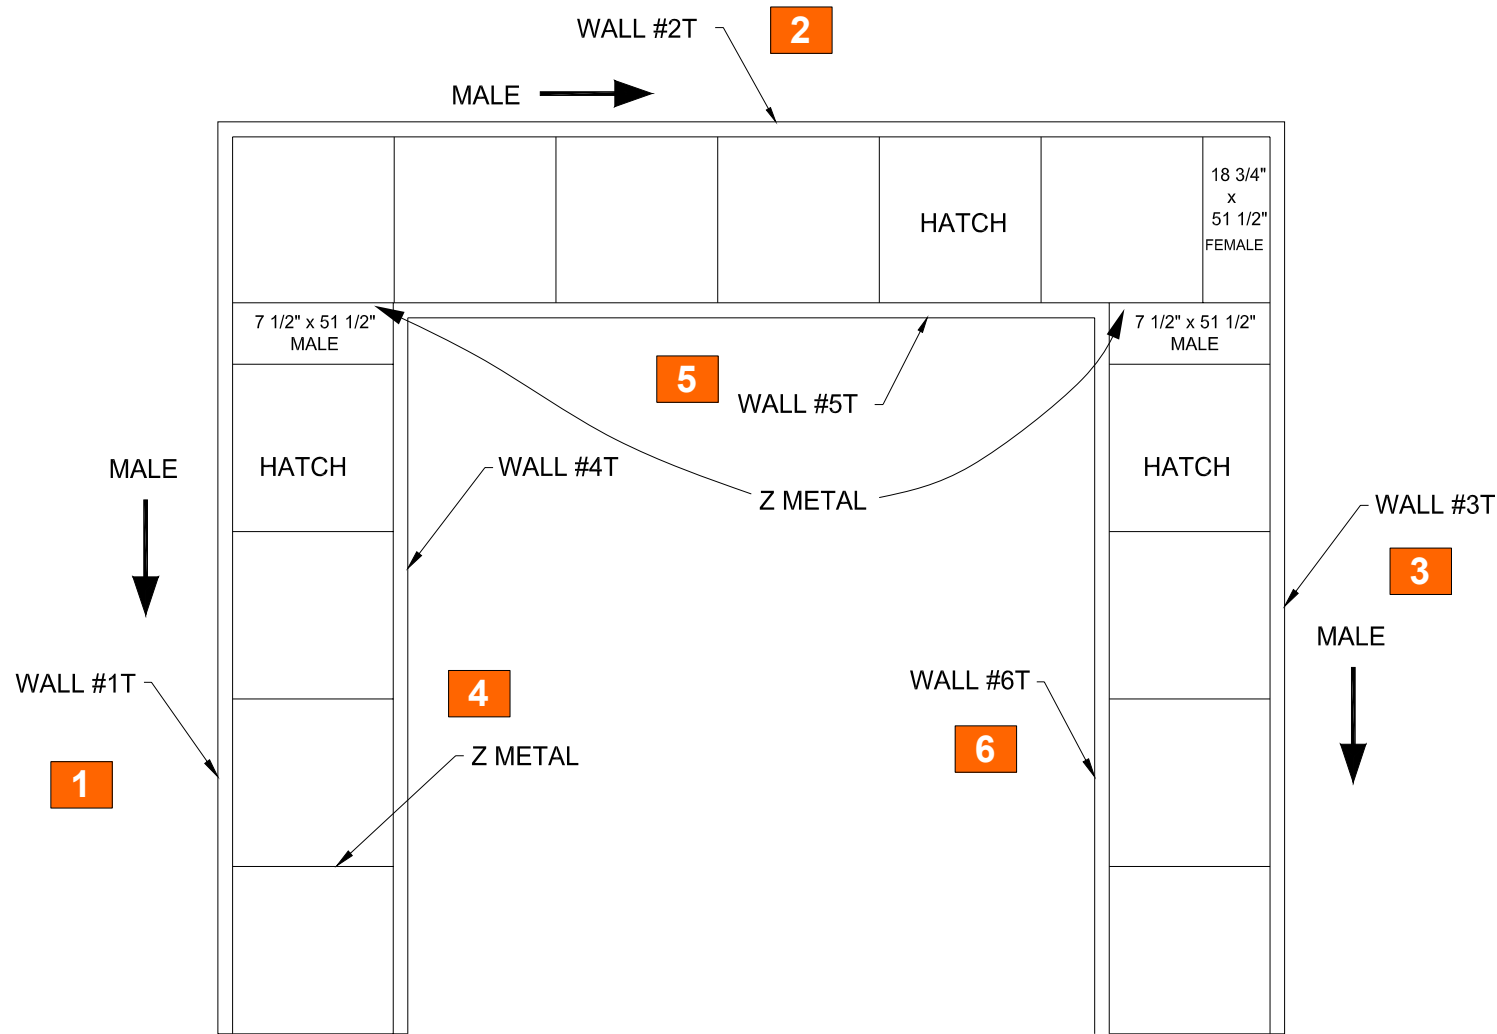 WALL #2T
2
MALE
18 3/4"
x
51 1/2"
FEMALE
HATCH
7 1/2" x 51 1/2"
MALE
7 1/2" x 51 1/2"
MALE
5
WALL #5T
MALE
HATCH
WALL #4T
HATCH
Z METAL
WALL #3T
3
MALE
WALL #1T
4
WALL #6T
1
Z METAL
6